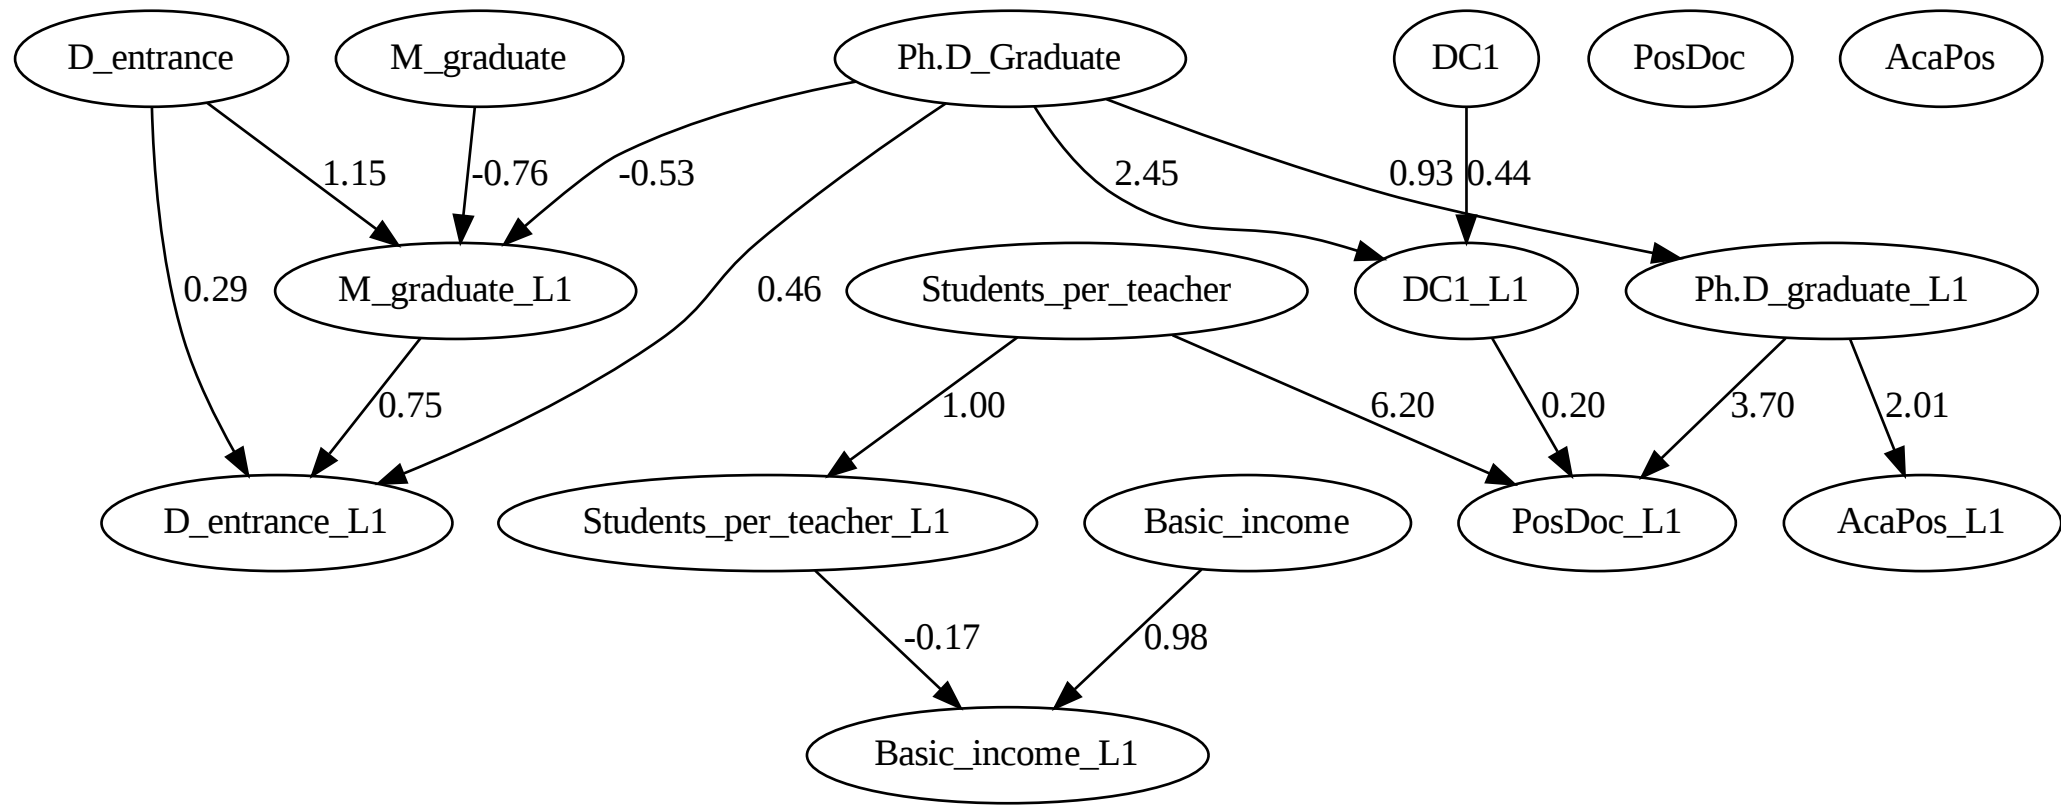 D_entrance
M_graduate
Ph.D_Graduate
DC1
PosDoc
AcaPos
1.15
-0.76
-0.53
2.45
0.93
0.44
0.29
M_graduate_L1
0.46
Students_per_teacher
DC1_L1
Ph.D_graduate_L1
0.75
1.00
6.20
0.20
3.70
2.01
D_entrance_L1
Students_per_teacher_L1
Basic_income
PosDoc_L1
AcaPos_L1
-0.17
0.98
Basic_income_L1